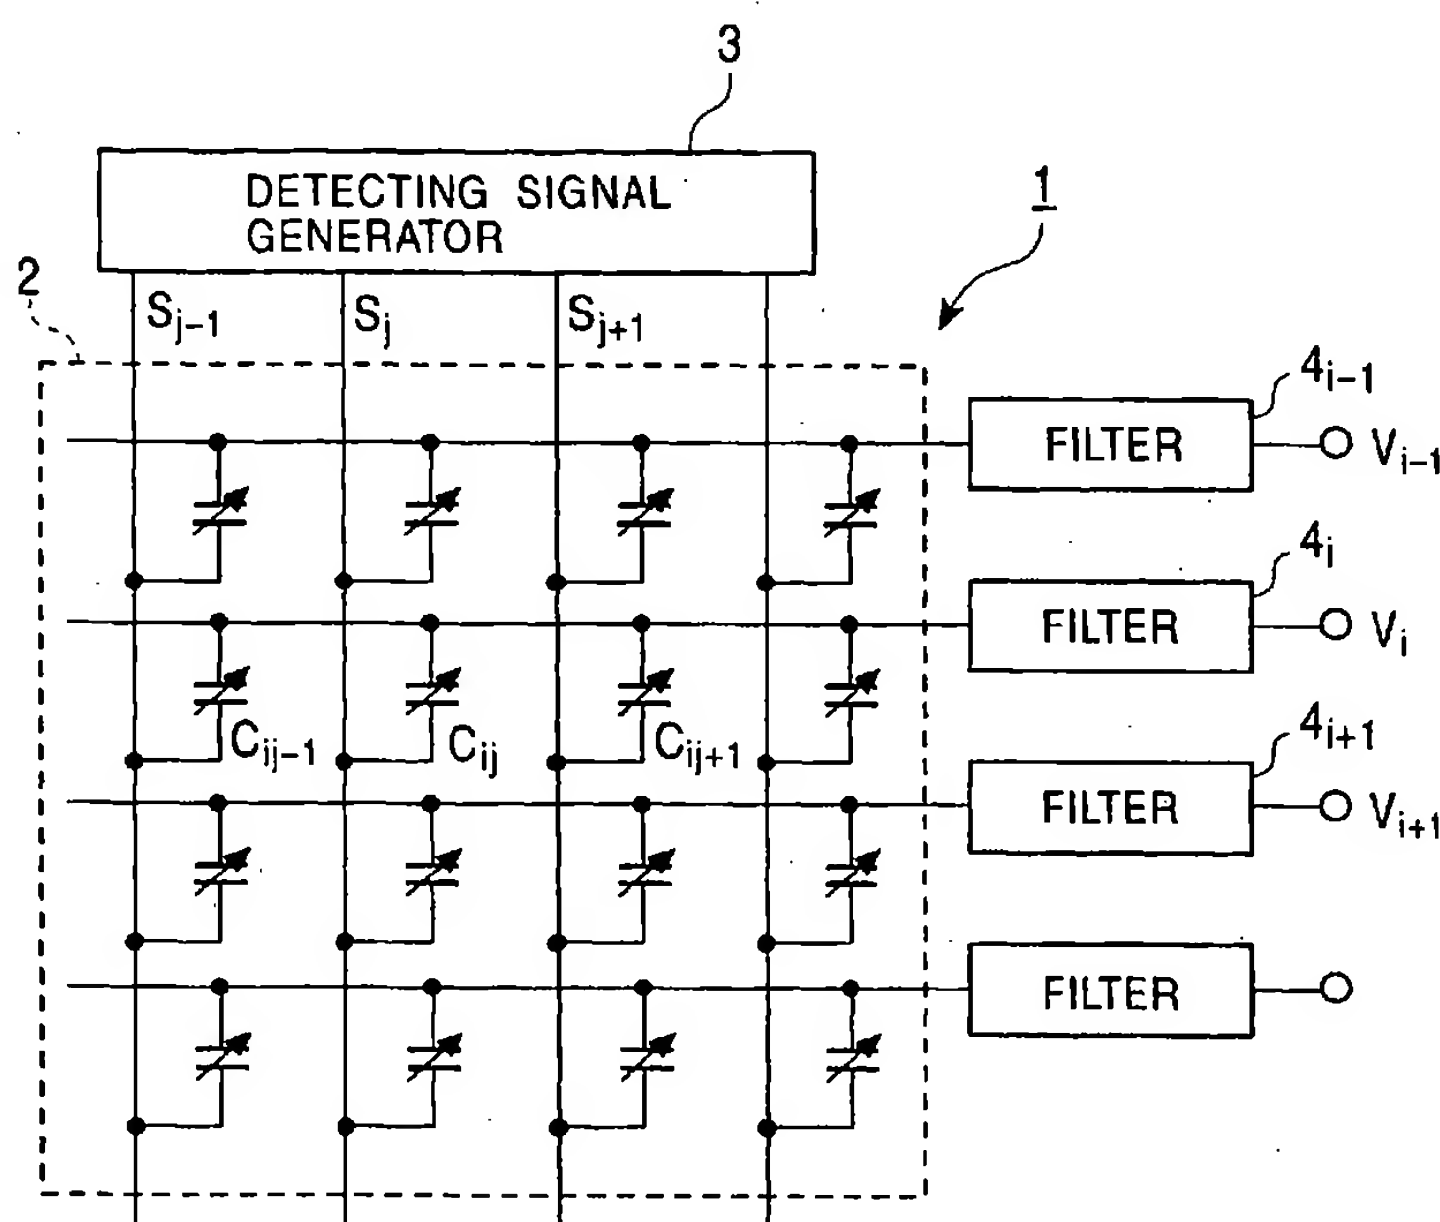 3
DETECTING SIGNAL
GENERATOR
1
2
Sj-1
Sj
Sj+1
4i-1
FILTER
Vi-1
4i
FILTER
Vi
Cij-1
Cij
Cij+1
4i+1
FILTER
Vi+1
FILTER